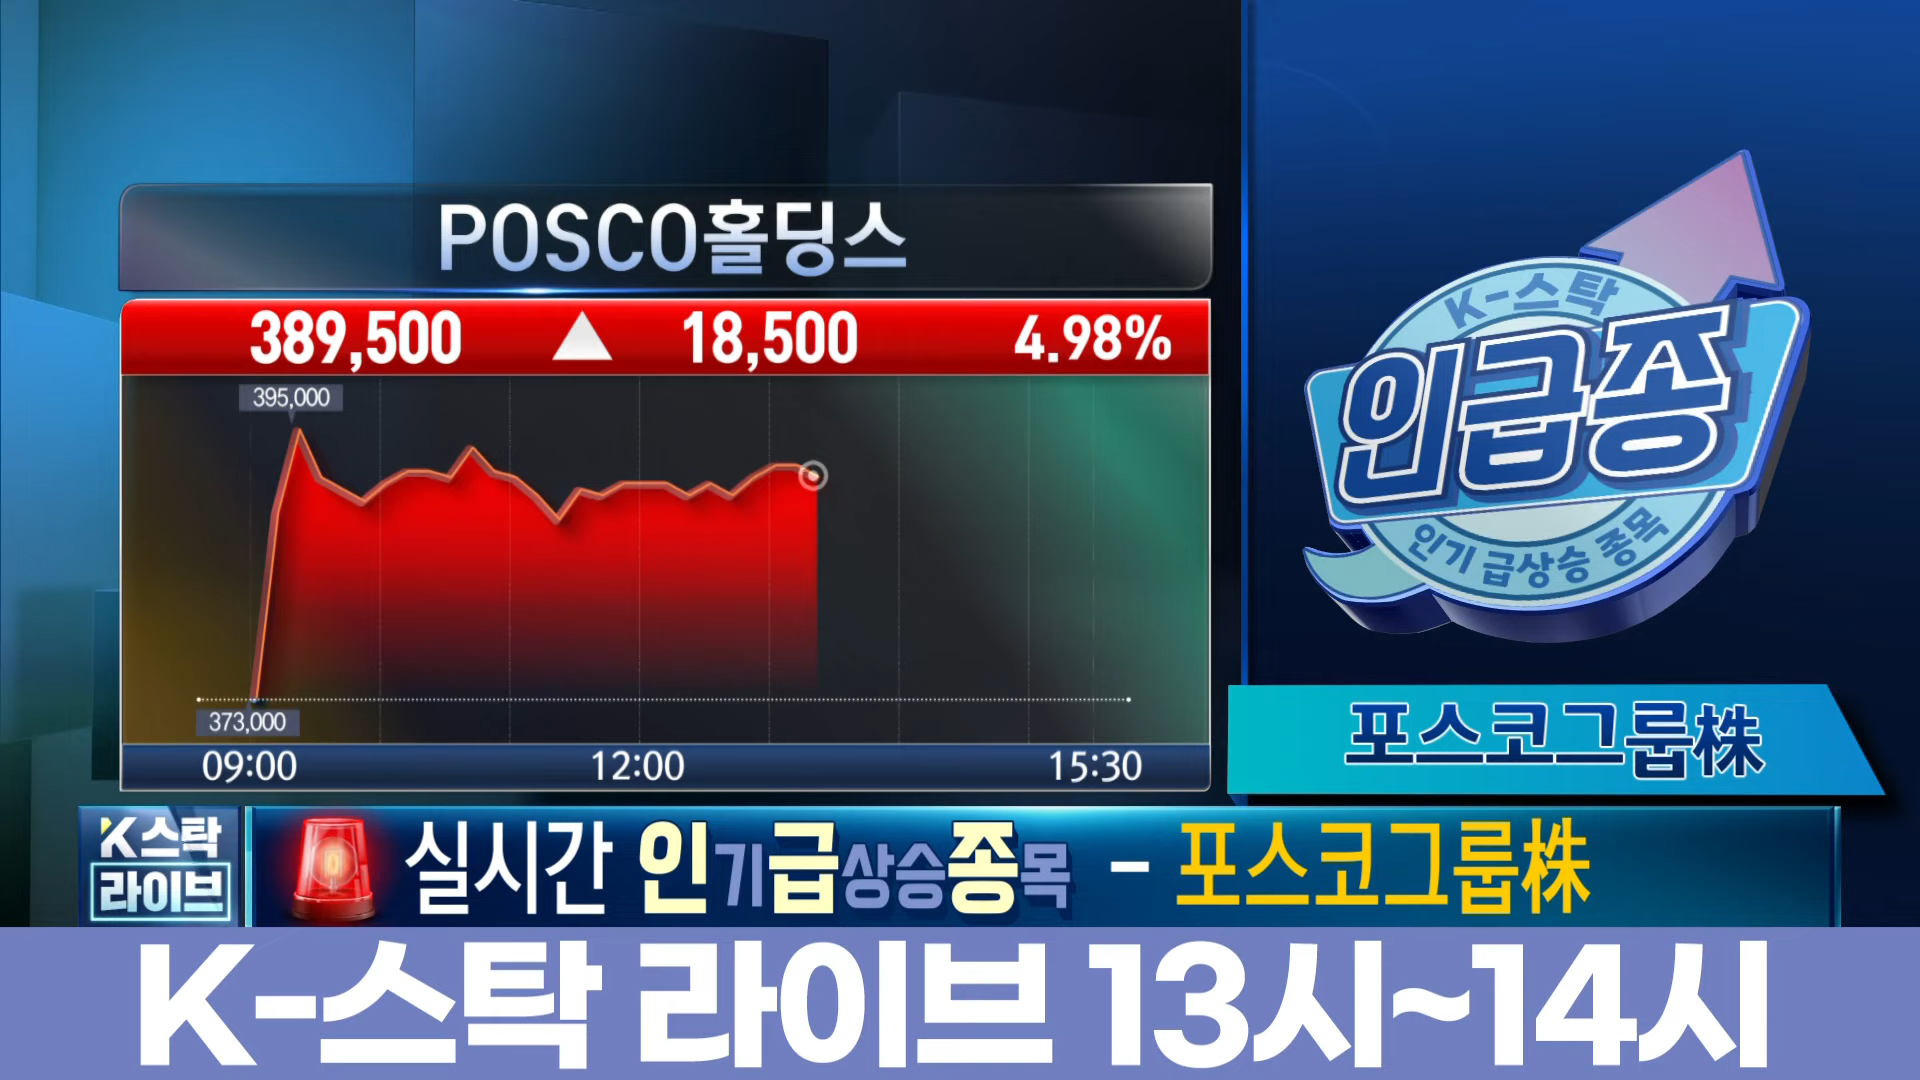 POSCO홀딩스
389,500 ▲ 18,500 4.98%
395,000
373,000
09:00 12:00 15:30
K-스탁
인급종
인기 급상승 종목
포스코그룹株
K스탁
라이브
실시간 인기급상승종목 - 포스코그룹株
K-스탁 라이브 13시~14시